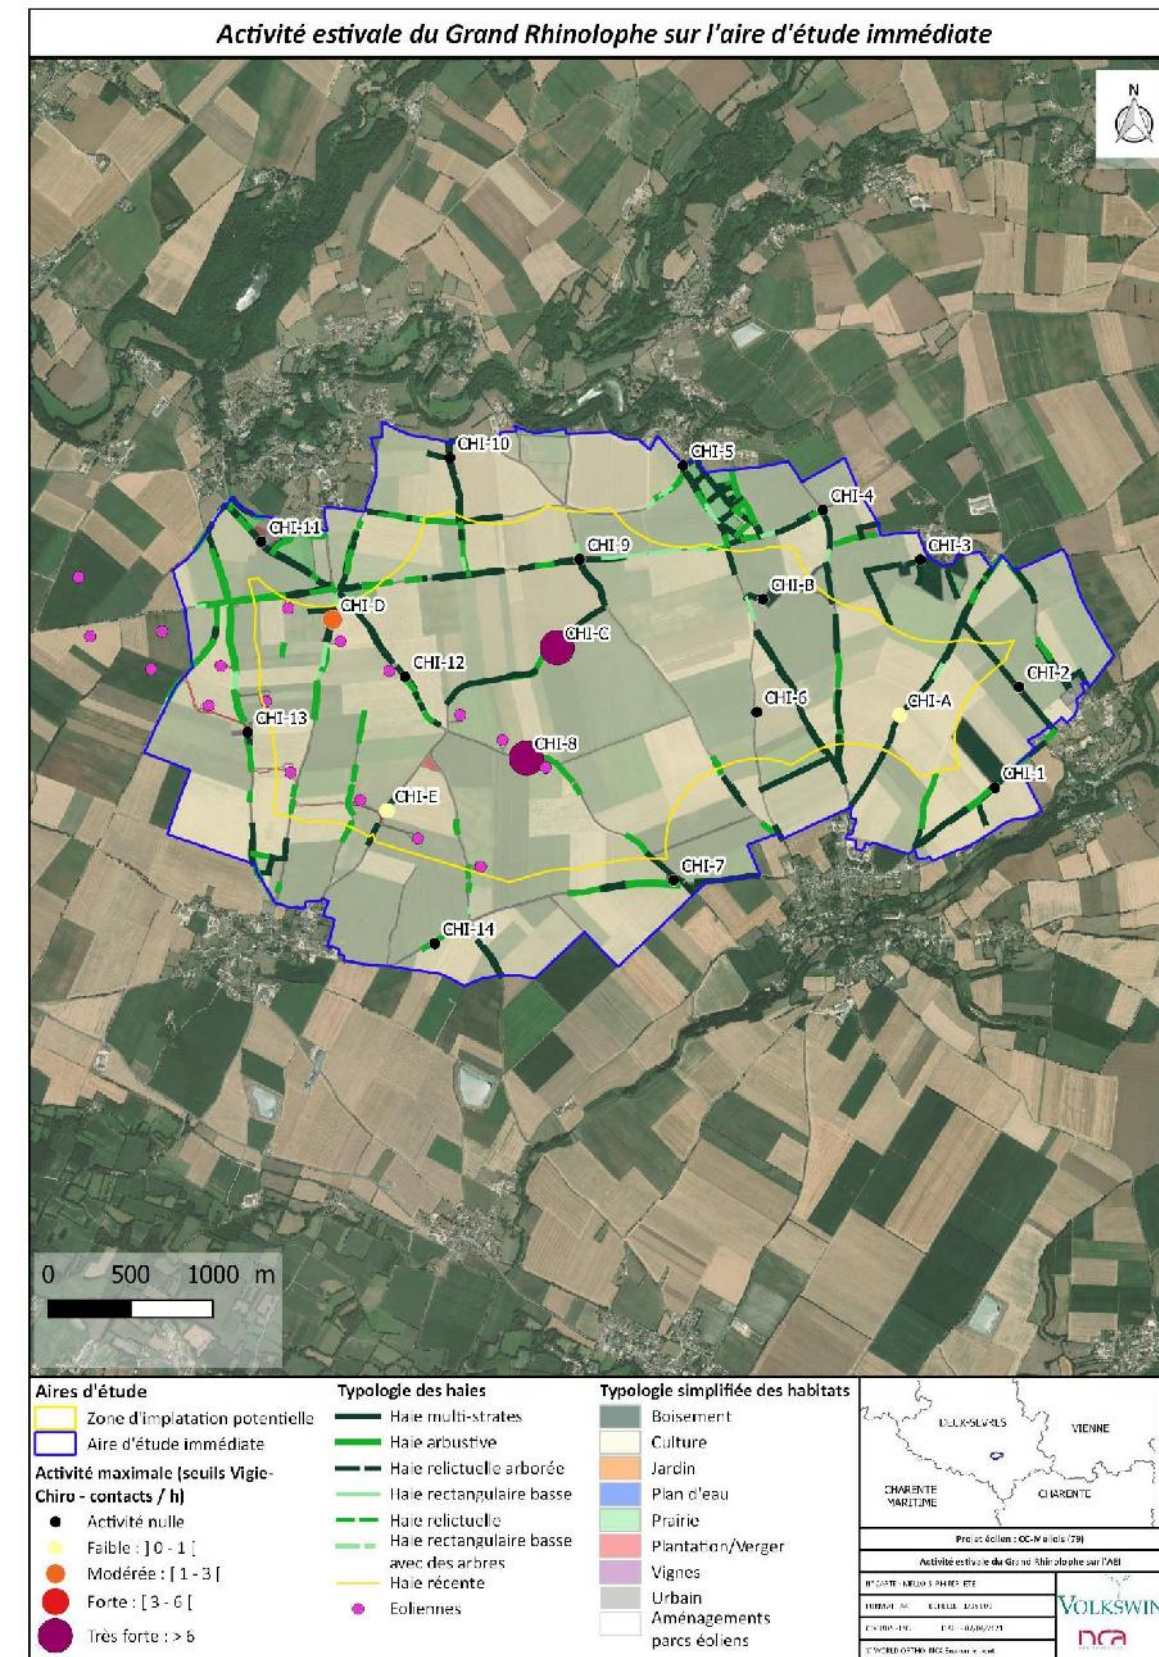 Activité estivale du Grand Rhinolophe sur l'aire d'étude immédiate
N
CHI-10
CHI-5
CHI-4
CHI-11
CHI-9
CHI-3
CHI-B
CHI-D
CHI-C
CHI-12
CHI-2
CHI-6
CHI-A
CHI-13
CHI-8
CHI-1
CHI-E
CHI-7
CHI-14
0 500 1000 m
Aires d'étude
Zone d'implatation potentielle
Aire d'étude immédiate
Activité maximale (seuils Vigie-
Chiro - contacts / h)
Activité nulle
Faible : ] 0 - 1 [
Modérée : [ 1 - 3 [
Forte : [ 3 - 6 [
Très forte : > 6
Typologie des haies
Haie multi-strates
Haie arbustive
Haie relictuelle arborée
Haie rectangulaire basse
Haie relictuelle
Haie rectangulaire basse
avec des arbres
Haie récente
Eoliennes
Typologie simplifiée des habitats
Boisement
Culture
Jardin
Plan d'eau
Prairie
Plantation/Verger
Vignes
Urbain
Aménagements
parcs éoliens
DEUX-SEVRES
VIENNE
CHARENTE
MARITIME
CHARENTE
Activité estivale du Grand Rhinolophe sur l'AEI
VOLKSWIN
nca